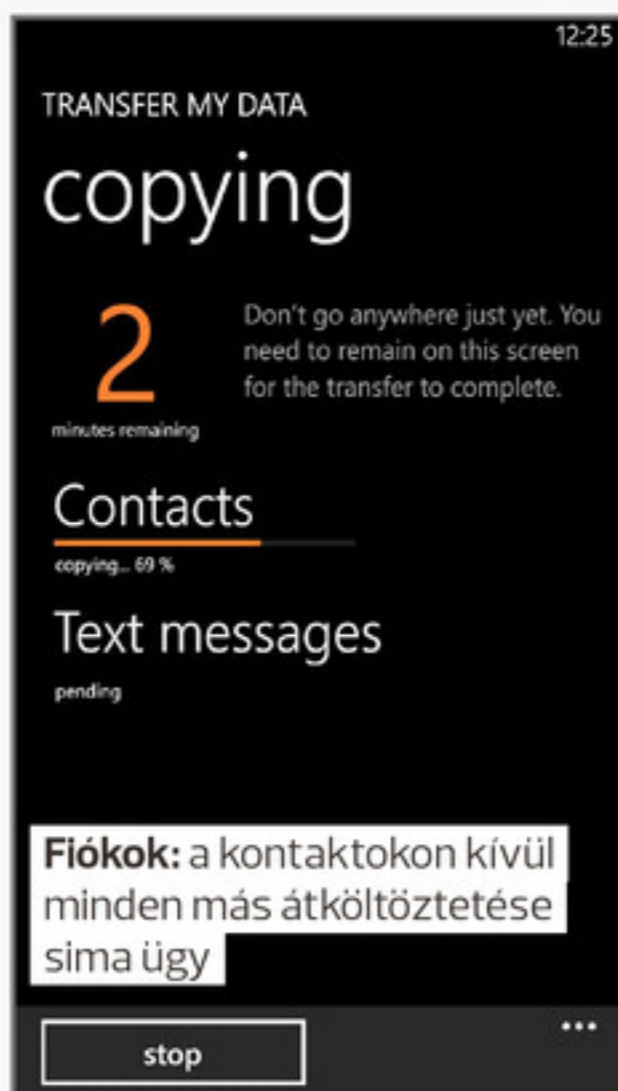 12:25
TRANSFER MY DATA
copying
2
minutes remaining
Don't go anywhere just yet. You
need to remain on this screen
for the transfer to complete.
Contacts
copying... 69 %
Text messages
pending
Fiókok: a kontaktokon kívül
minden más átköltöztetése
sima ügy
stop
...